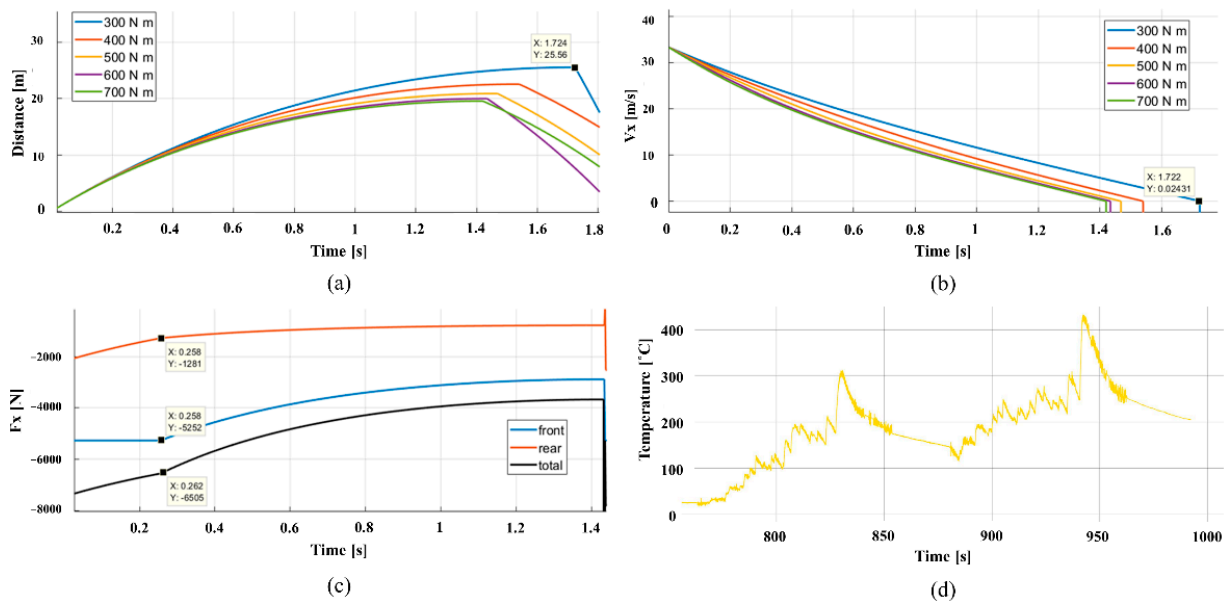 300 N m
400 N m
500 N m
600 N m
700 N m
X: 1.724
Y: 25.56
30
20
10
0
Distance [m]
0.2 0.4 0.6 0.8 1 1.2 1.4 1.6 1.8
Time [s]
(a)
300 N m
400 N m
500 N m
600 N m
700 N m
X: 1.722
Y: 0.02431
40
30
20
10
0
Vx [m/s]
0 0.2 0.4 0.6 0.8 1 1.2 1.4 1.6
Time [s]
(b)
X: 0.258
Y: -1281
X: 0.258
Y: -5252
X: 0.262
Y: -6505
front
rear
total
−2000
−4000
−6000
−8000
Fx [N]
0.2 0.4 0.6 0.8 1 1.2 1.4
Time [s]
(c)
400
300
200
100
0
Temperature [°C]
800 850 900 950 1000
Time [s]
(d)